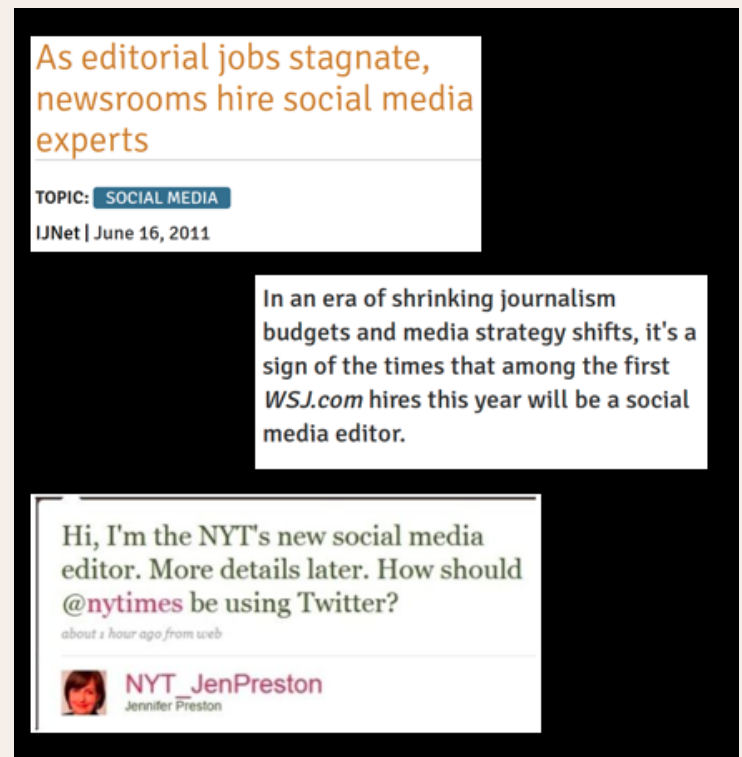 As editorial jobs stagnate,
newsrooms hire social media
experts
TOPIC: SOCIAL MEDIA
IJNet | June 16, 2011
In an era of shrinking journalism
budgets and media strategy shifts, it's a
sign of the times that among the first
WSJ.com hires this year will be a social
media editor.
Hi, I'm the NYT's new social media
editor. More details later. How should
@nytimes be using Twitter?
about 1 hour ago from web
NYT_JenPreston
Jennifer Preston